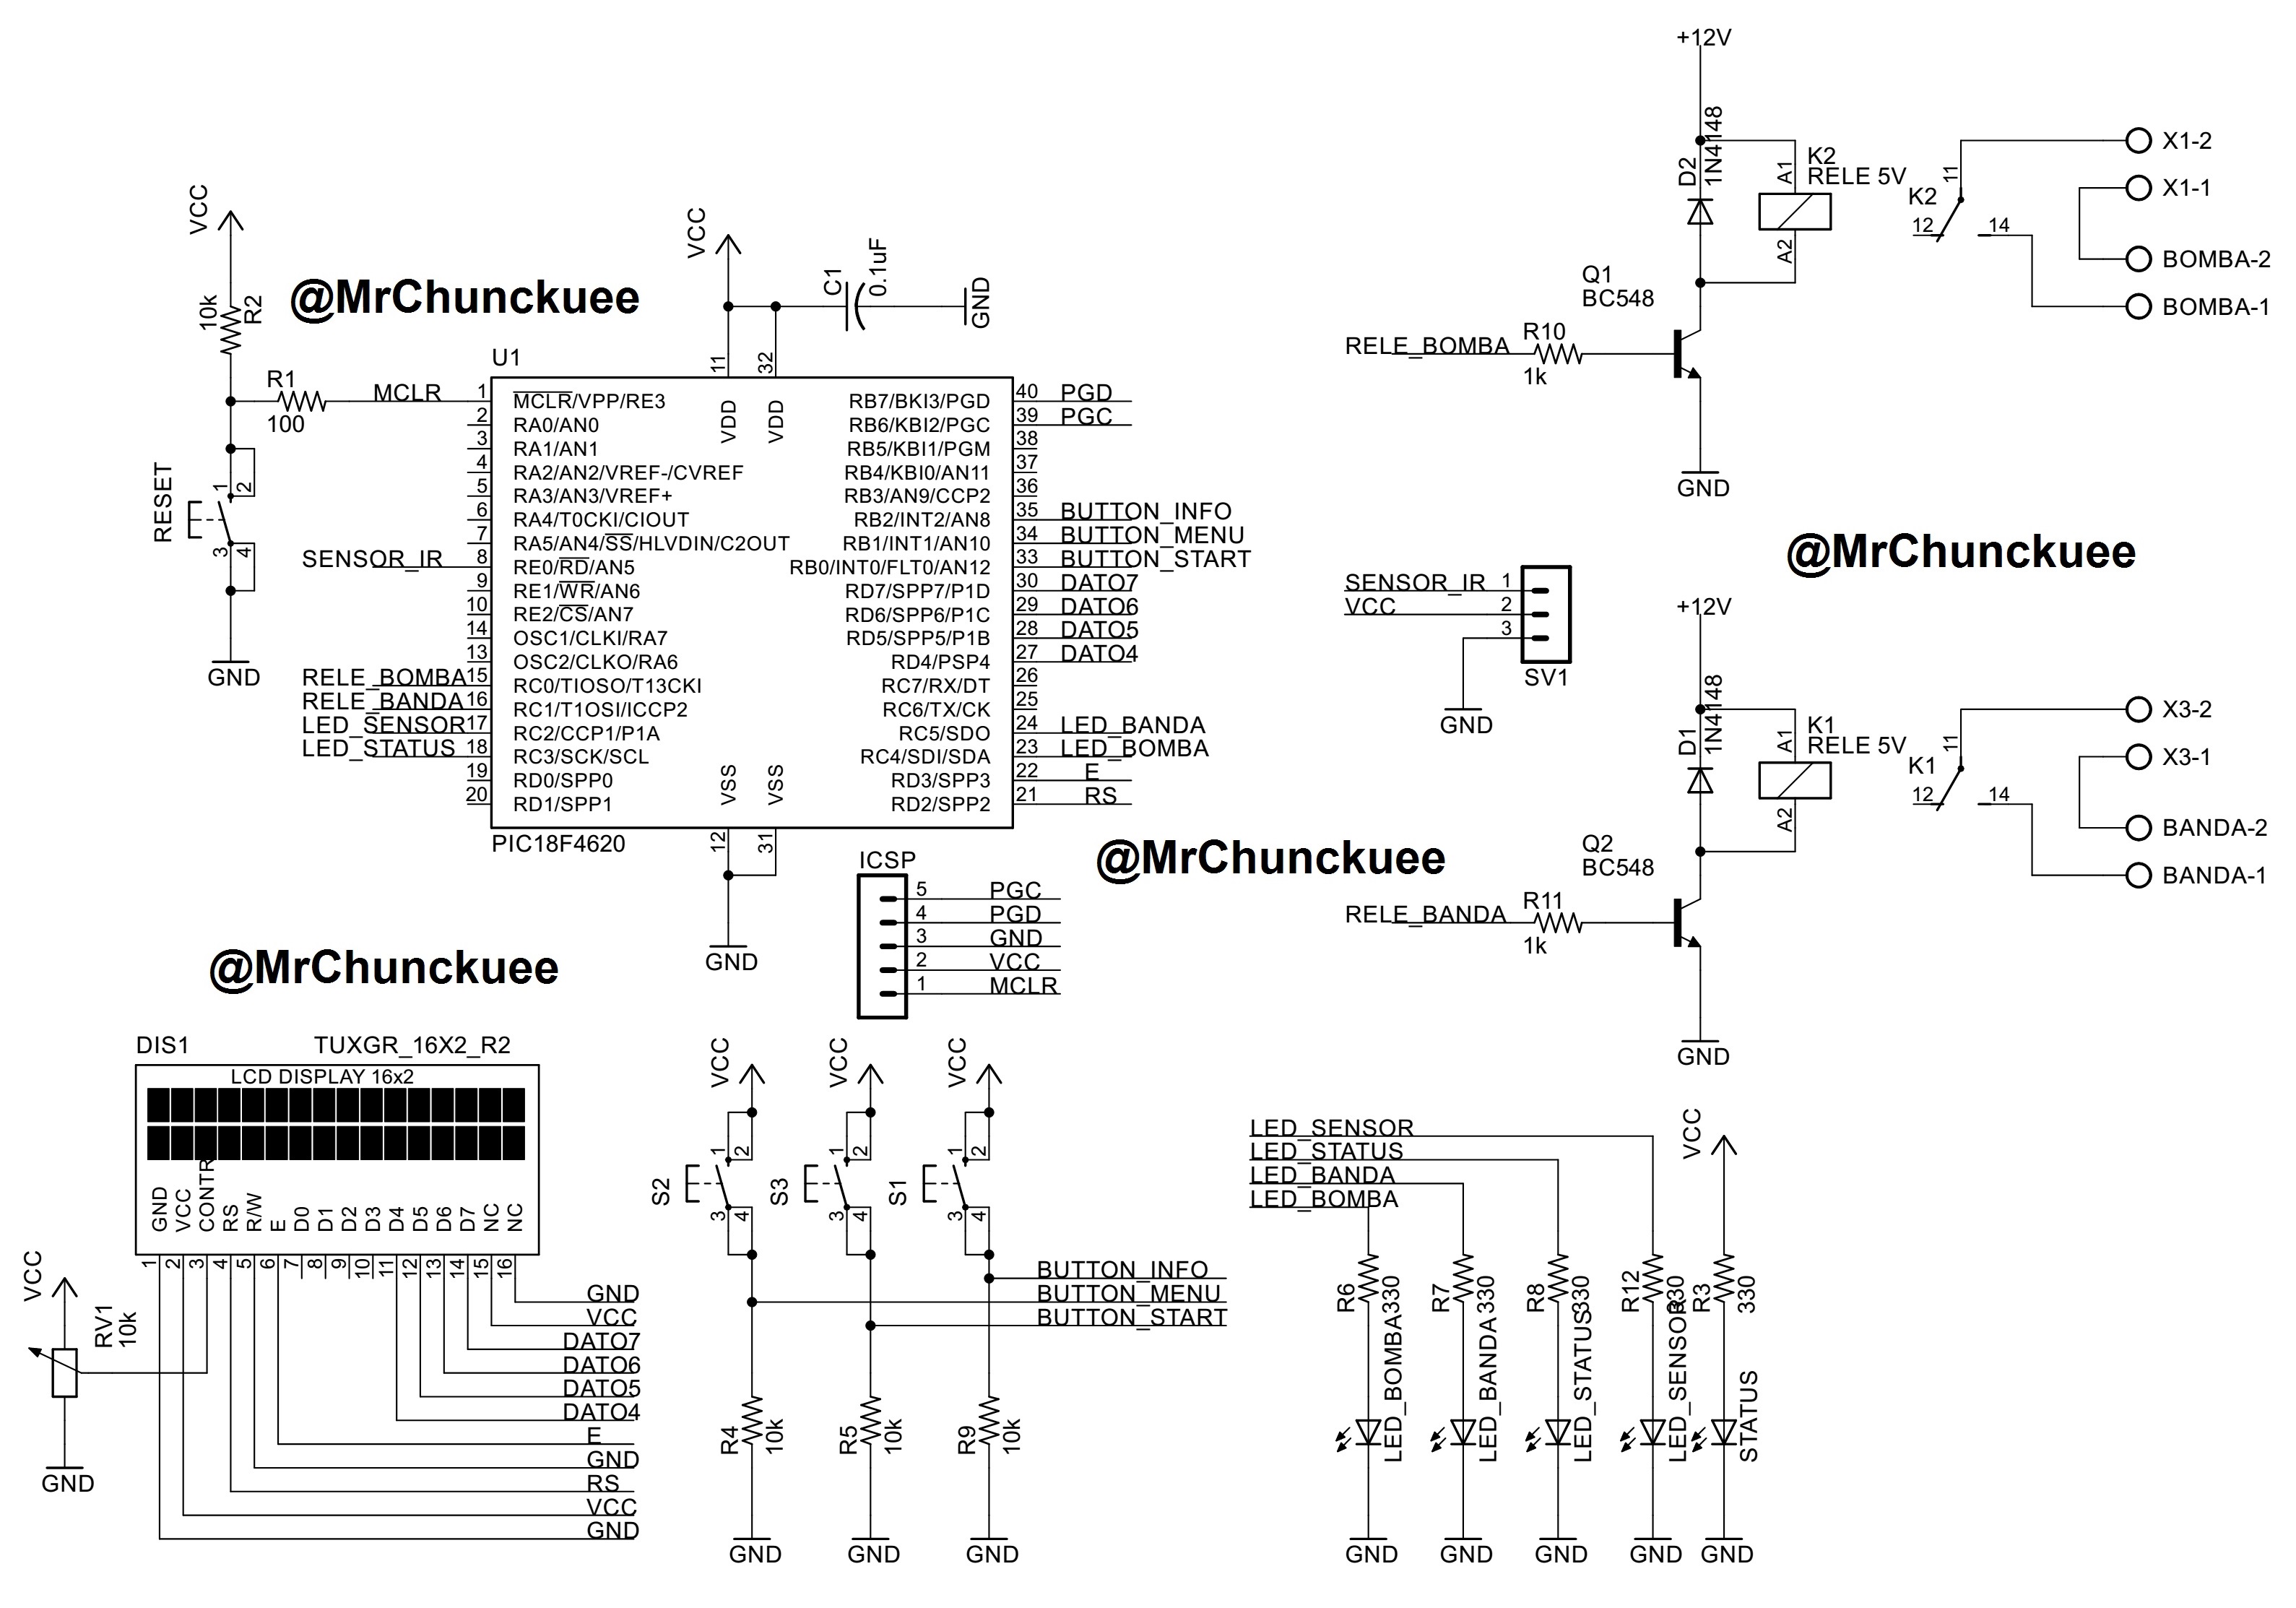 +12V
D2
1N4148
A1
K2
RELE 5V
A2
K2
11
12
14
X1-2
X1-1
BOMBA-2
BOMBA-1
Q1
BC548
RELE_BOMBA
R10
1k
GND
VCC
10k
R2
@MrChunckuee
R1
100
MCLR
RESET
1
2
3
4
GND
VCC
C1
0.1uF
GND
U1
11
32
VDD
VDD
1 MCLR/VPP/RE3
2 RA0/AN0
3 RA1/AN1
4 RA2/AN2/VREF-/CVREF
5 RA3/AN3/VREF+
6 RA4/T0CKI/CIOUT
7 RA5/AN4/SS/HLVDIN/C2OUT
SENSOR_IR 8 RE0/RD/AN5
9 RE1/WR/AN6
10 RE2/CS/AN7
14 OSC1/CLKI/RA7
13 OSC2/CLKO/RA6
RELE_BOMBA 15 RC0/TIOSO/T13CKI
RELE_BANDA 16 RC1/T1OSI/ICCP2
LED_SENSOR 17 RC2/CCP1/P1A
LED_STATUS 18 RC3/SCK/SCL
19 RD0/SPP0
20 RD1/SPP1
RB7/BKI3/PGD 40 PGD
RB6/KBI2/PGC 39 PGC
RB5/KBI1/PGM 38
RB4/KBI0/AN11 37
RB3/AN9/CCP2 36
RB2/INT2/AN8 35 BUTTON_INFO
RB1/INT1/AN10 34 BUTTON_MENU
RB0/INT0/FLT0/AN12 33 BUTTON_START
RD7/SPP7/P1D 30 DATO7
RD6/SPP6/P1C 29 DATO6
RD5/SPP5/P1B 28 DATO5
RD4/PSP4 27 DATO4
RC7/RX/DT 26
RC6/TX/CK 25
RC5/SDO 24 LED_BANDA
RC4/SDI/SDA 23 LED_BOMBA
RD3/SPP3 22 E
RD2/SPP2 21 RS
VSS
VSS
12
31
PIC18F4620
GND
@MrChunckuee
SENSOR_IR 1
VCC 2
3
SV1
GND
+12V
D1
1N4148
A1
K1
RELE 5V
A2
K1
11
12
14
X3-2
X3-1
BANDA-2
BANDA-1
Q2
BC548
RELE_BANDA
R11
1k
GND
@MrChunckuee
ICSP
5 PGC
4 PGD
3 GND
2 VCC
1 MCLR
@MrChunckuee
DIS1
TUXGR_16X2_R2
LCD DISPLAY 16x2
GND
VCC
CONTR
RS
R/W
E
D0
D1
D2
D3
D4
D5
D6
D7
NC
NC
1
2
3
4
5
6
7
8
9
10
11
12
13
14
15
16
VCC
RV1
10k
GND
GND
VCC
DATO7
DATO6
DATO5
DATO4
E
GND
RS
VCC
GND
VCC
VCC
VCC
S2
1
2
3
4
S3
1
2
3
4
S1
1
2
3
4
BUTTON_INFO
BUTTON_MENU
BUTTON_START
R4
10k
R5
10k
R9
10k
GND
GND
GND
LED_SENSOR
LED_STATUS
LED_BANDA
LED_BOMBA
VCC
R6
330
R7
330
R8
330
R12
330
R3
330
LED_BOMBA
LED_BANDA
LED_STATUS
LED_SENSOR
STATUS
GND
GND
GND
GND
GND